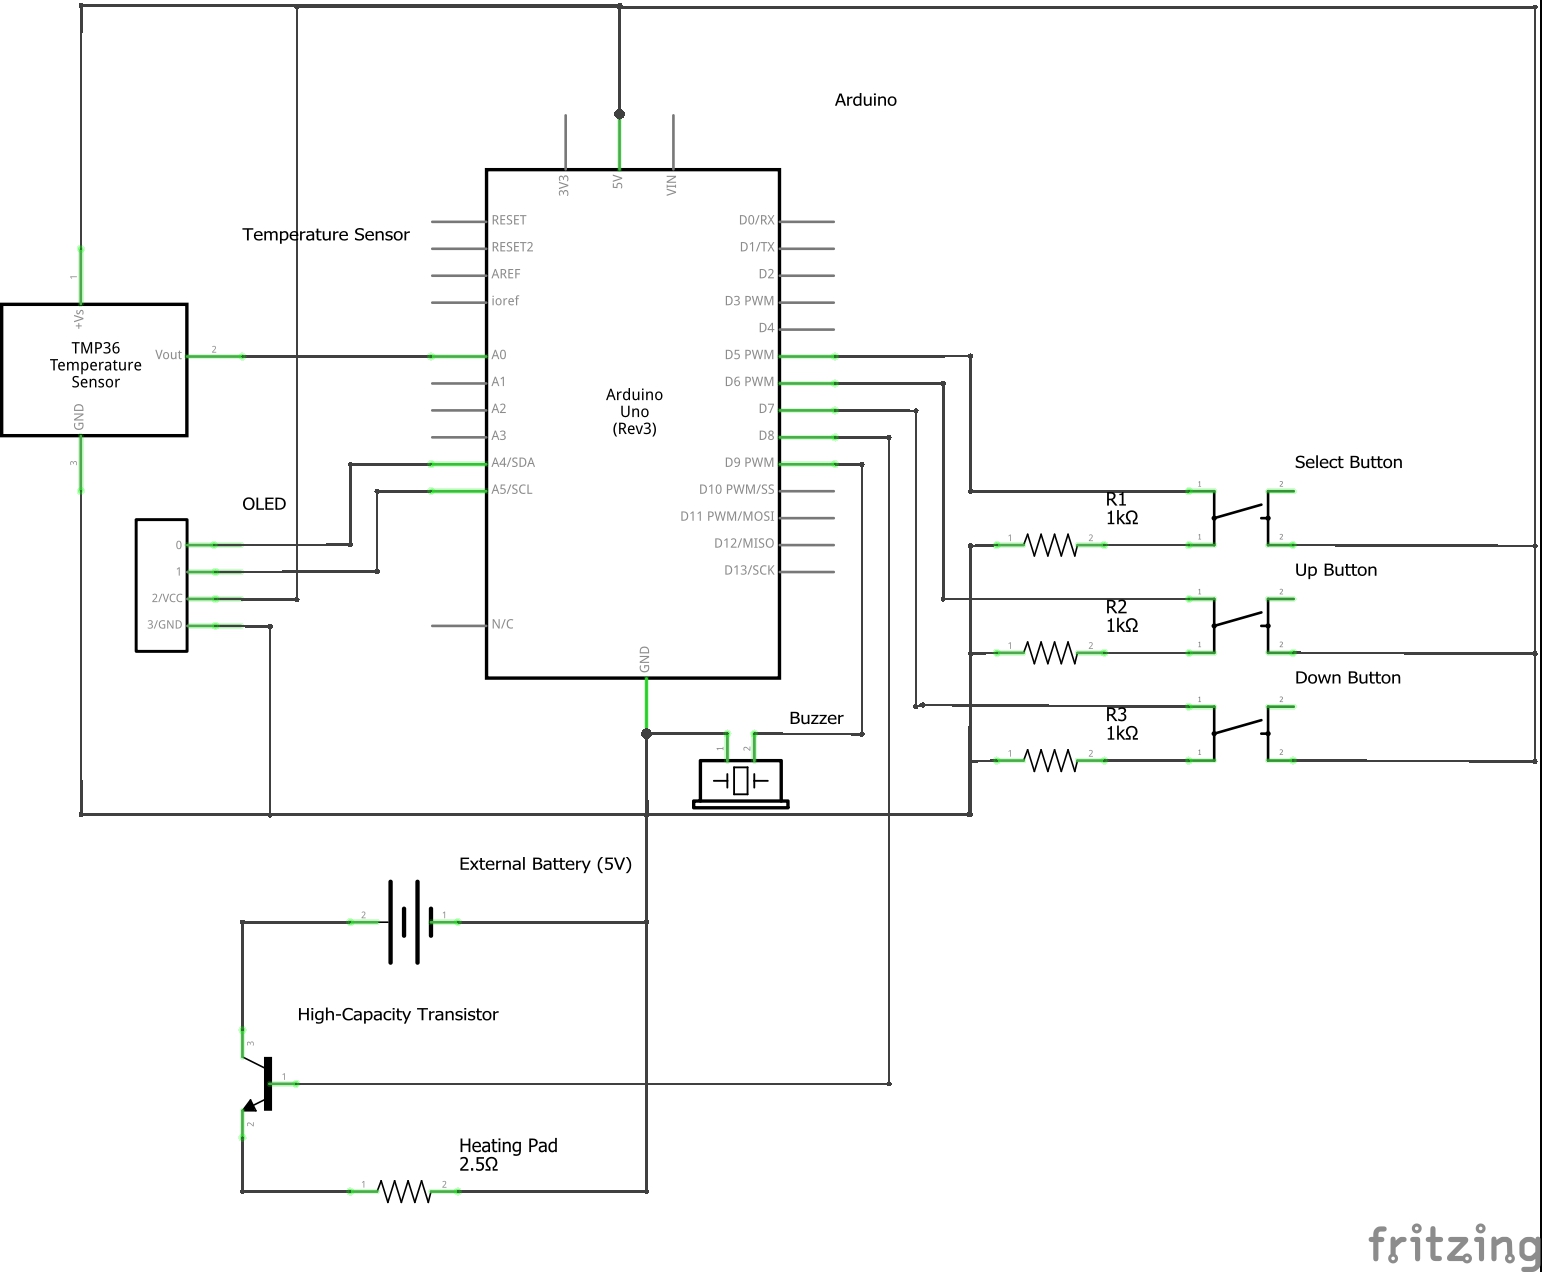 Arduino
3V3
5V
VIN
RESET
D0/RX
Temperature Sensor
RESET2
D1/TX
AREF
D2
1
ioref
D3 PWM
+Vs
D4
TMP36
Temperature
Sensor
Vout
2
A0
D5 PWM
A1
D6 PWM
Arduino
Uno
(Rev3)
GND
A2
D7
A3
D8
3
A4/SDA
D9 PWM
Select Button
OLED
A5/SCL
D10 PWM/SS
1
2
R1
1kΩ
D11 PWM/MOSI
0
D12/MISO
1
2
1
2
1
D13/SCK
Up Button
2/VCC
1
2
R2
1kΩ
3/GND
N/C
GND
1
2
1
2
Down Button
Buzzer
1
2
R3
1kΩ
1
2
1
2
1
2
External Battery (5V)
2
1
High-Capacity Transistor
3
1
2
Heating Pad
2.5Ω
1
2
fritzing